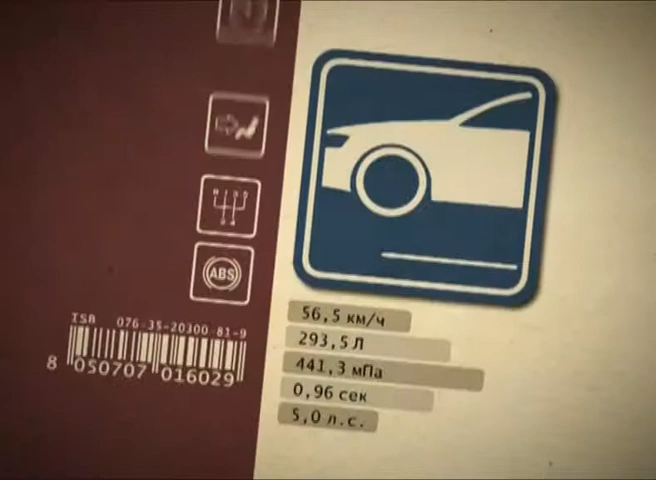 ABS
ISB 076-35-20300-81-9
8 050707 016029
56,5 км/ч
293,5 Л
441,3 мПа
0,96 сек
5,0 л.с.